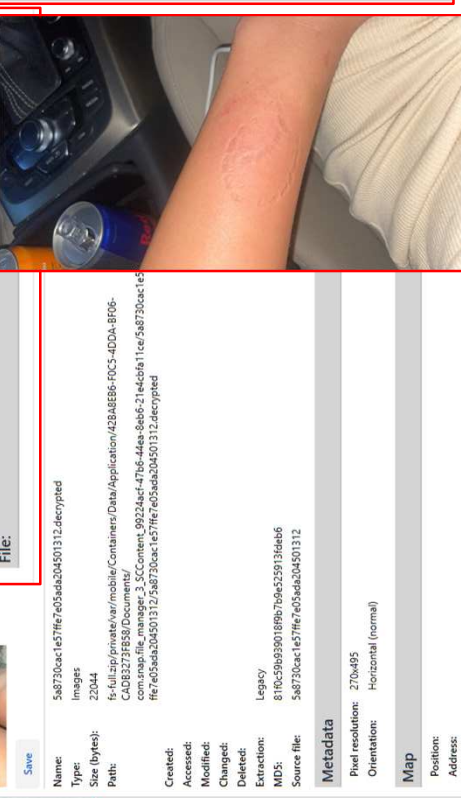 File:
Save
Name: 5a8730cac1e57ffe7e05ada204501312.decrypted
Type: Images
Size (bytes): 22044
Path: fs-full.zip/private/var/mobile/Containers/Data/Application/42BA8EB6-F0C5-4DDA-BF06-
CADB3273FB58/Documents/
com.snap.file_manager_3_SCContent_99224acf-47b6-44ea-8eb6-21e4cbfa11ce/5a8730cac1e5
ffe7e05ada204501312/5a8730cac1e57ffe7e05ada204501312.decrypted
Created:
Accessed:
Modified:
Changed:
Deleted:
Extraction: Legacy
MD5: 81f0c59b939018f9b7b9e525913fdeb6
Source file: 5a8730cac1e57ffe7e05ada204501312
Metadata
Pixel resolution: 270x495
Orientation: Horizontal (normal)
Map
Position:
Address: